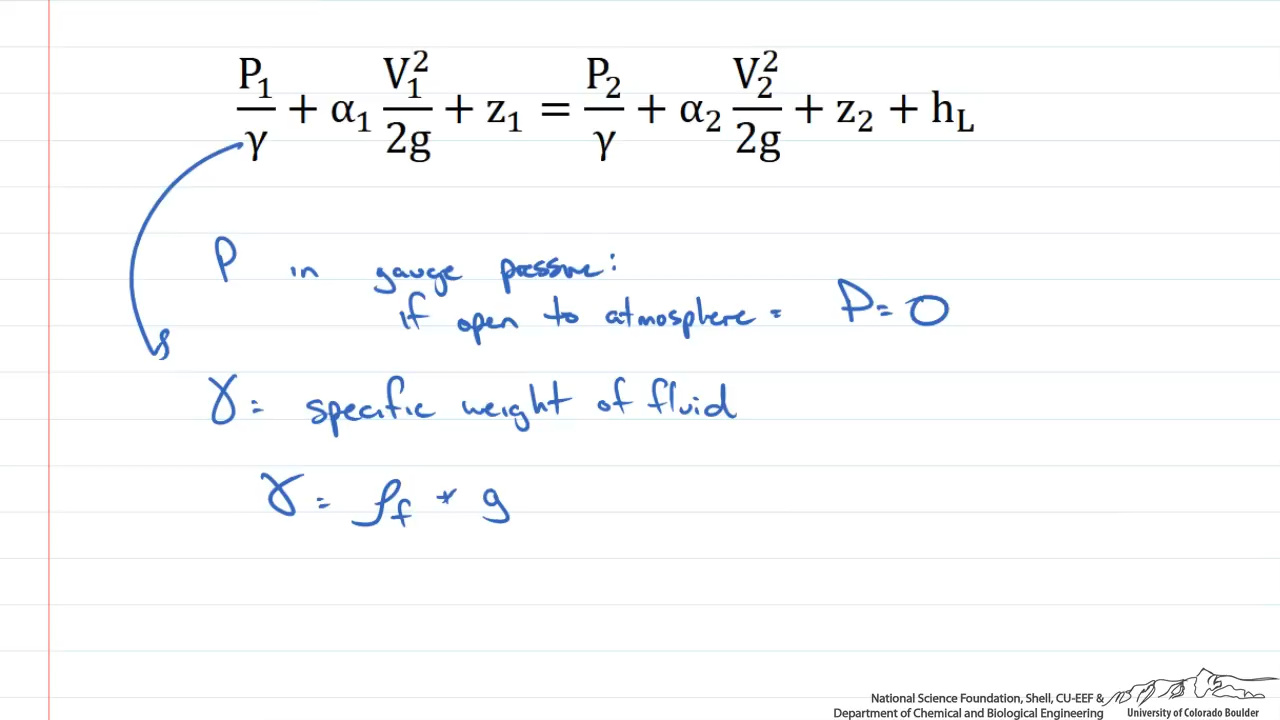 P₁/γ + α₁ V₁²/2g + z₁ = P₂/γ + α₂ V₂²/2g + z₂ + h_L
P in gauge pressure:
if open to atmosphere = P = 0
γ = specific weight of fluid
γ = ρ_f * g
National Science Foundation, Shell, CU-EEF &
Department of Chemical and Biological Engineering
University of Colorado Boulder